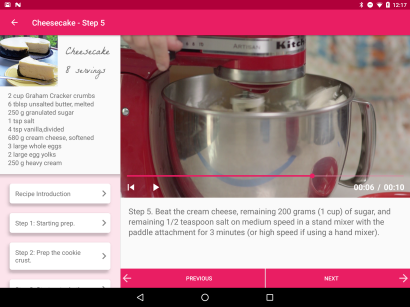 12:17
Cheesecake - Step 5
Cheesecake
8 servings
2 cup Graham Cracker crumbs
6 tblsp unsalted butter, melted
250 g granulated sugar
1 tsp salt
4 tsp vanilla,divided
680 g cream cheese, softened
3 large whole eggs
2 large egg yolks
250 g heavy cream
Recipe Introduction
Step 1: Starting prep.
Step 2: Prep the cookie
crust.
ARTISAN
Kitch
00:06 / 00:10
Step 5. Beat the cream cheese, remaining 200 grams (1 cup) of sugar, and
remaining 1/2 teaspoon salt on medium speed in a stand mixer with the
paddle attachment for 3 minutes (or high speed if using a hand mixer).
PREVIOUS
NEXT